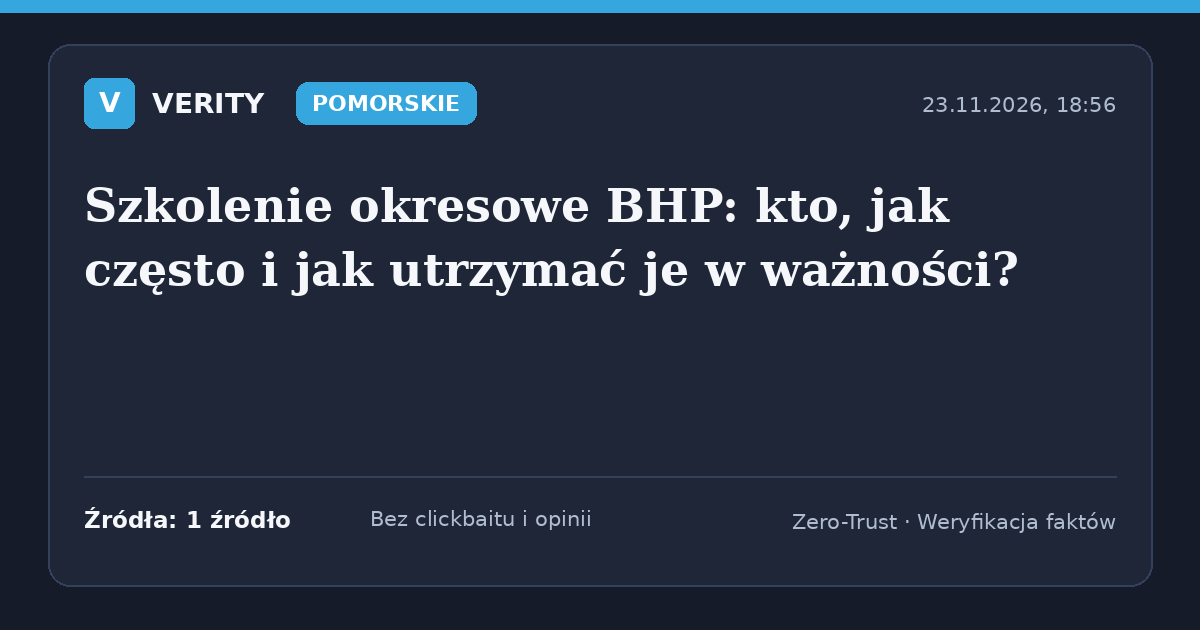 V VERITY POMORSKIE 23.11.2026, 18:56
Szkolenie okresowe BHP: kto, jak
często i jak utrzymać je w ważności?
Źródła: 1 źródło Bez clickbaitu i opinii Zero-Trust · Weryfikacja faktów